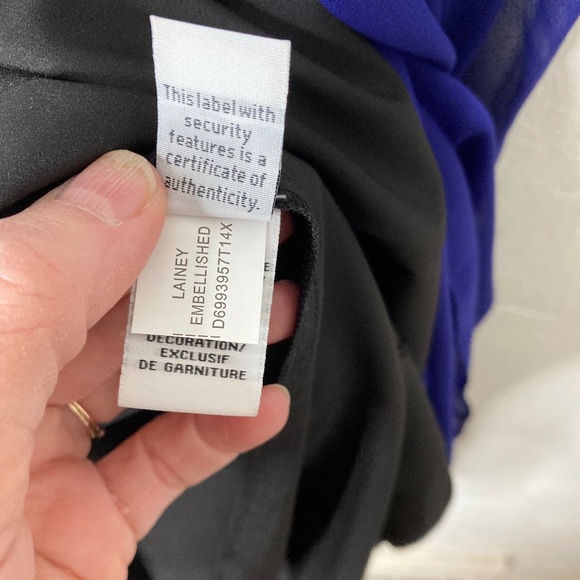 This label with
security
features is a
certificate of
authenticity.
LAINEY
EMBELLISHED
D6993957T14X
E
DECORATION/
EXCLUSIF
DE GARNITURE